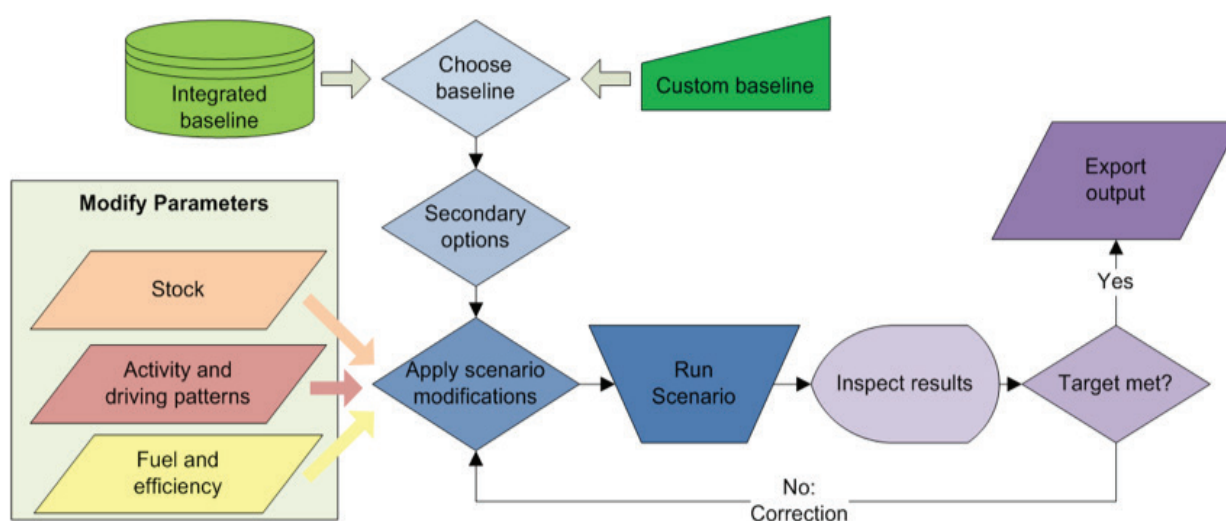 Integrated
baseline
Choose
baseline
Custom baseline
Modify Parameters
Stock
Activity and
driving patterns
Fuel and
efficiency
Secondary
options
Apply scenario
modifications
Run
Scenario
Inspect results
Target met?
Yes
Export
output
No:
Correction